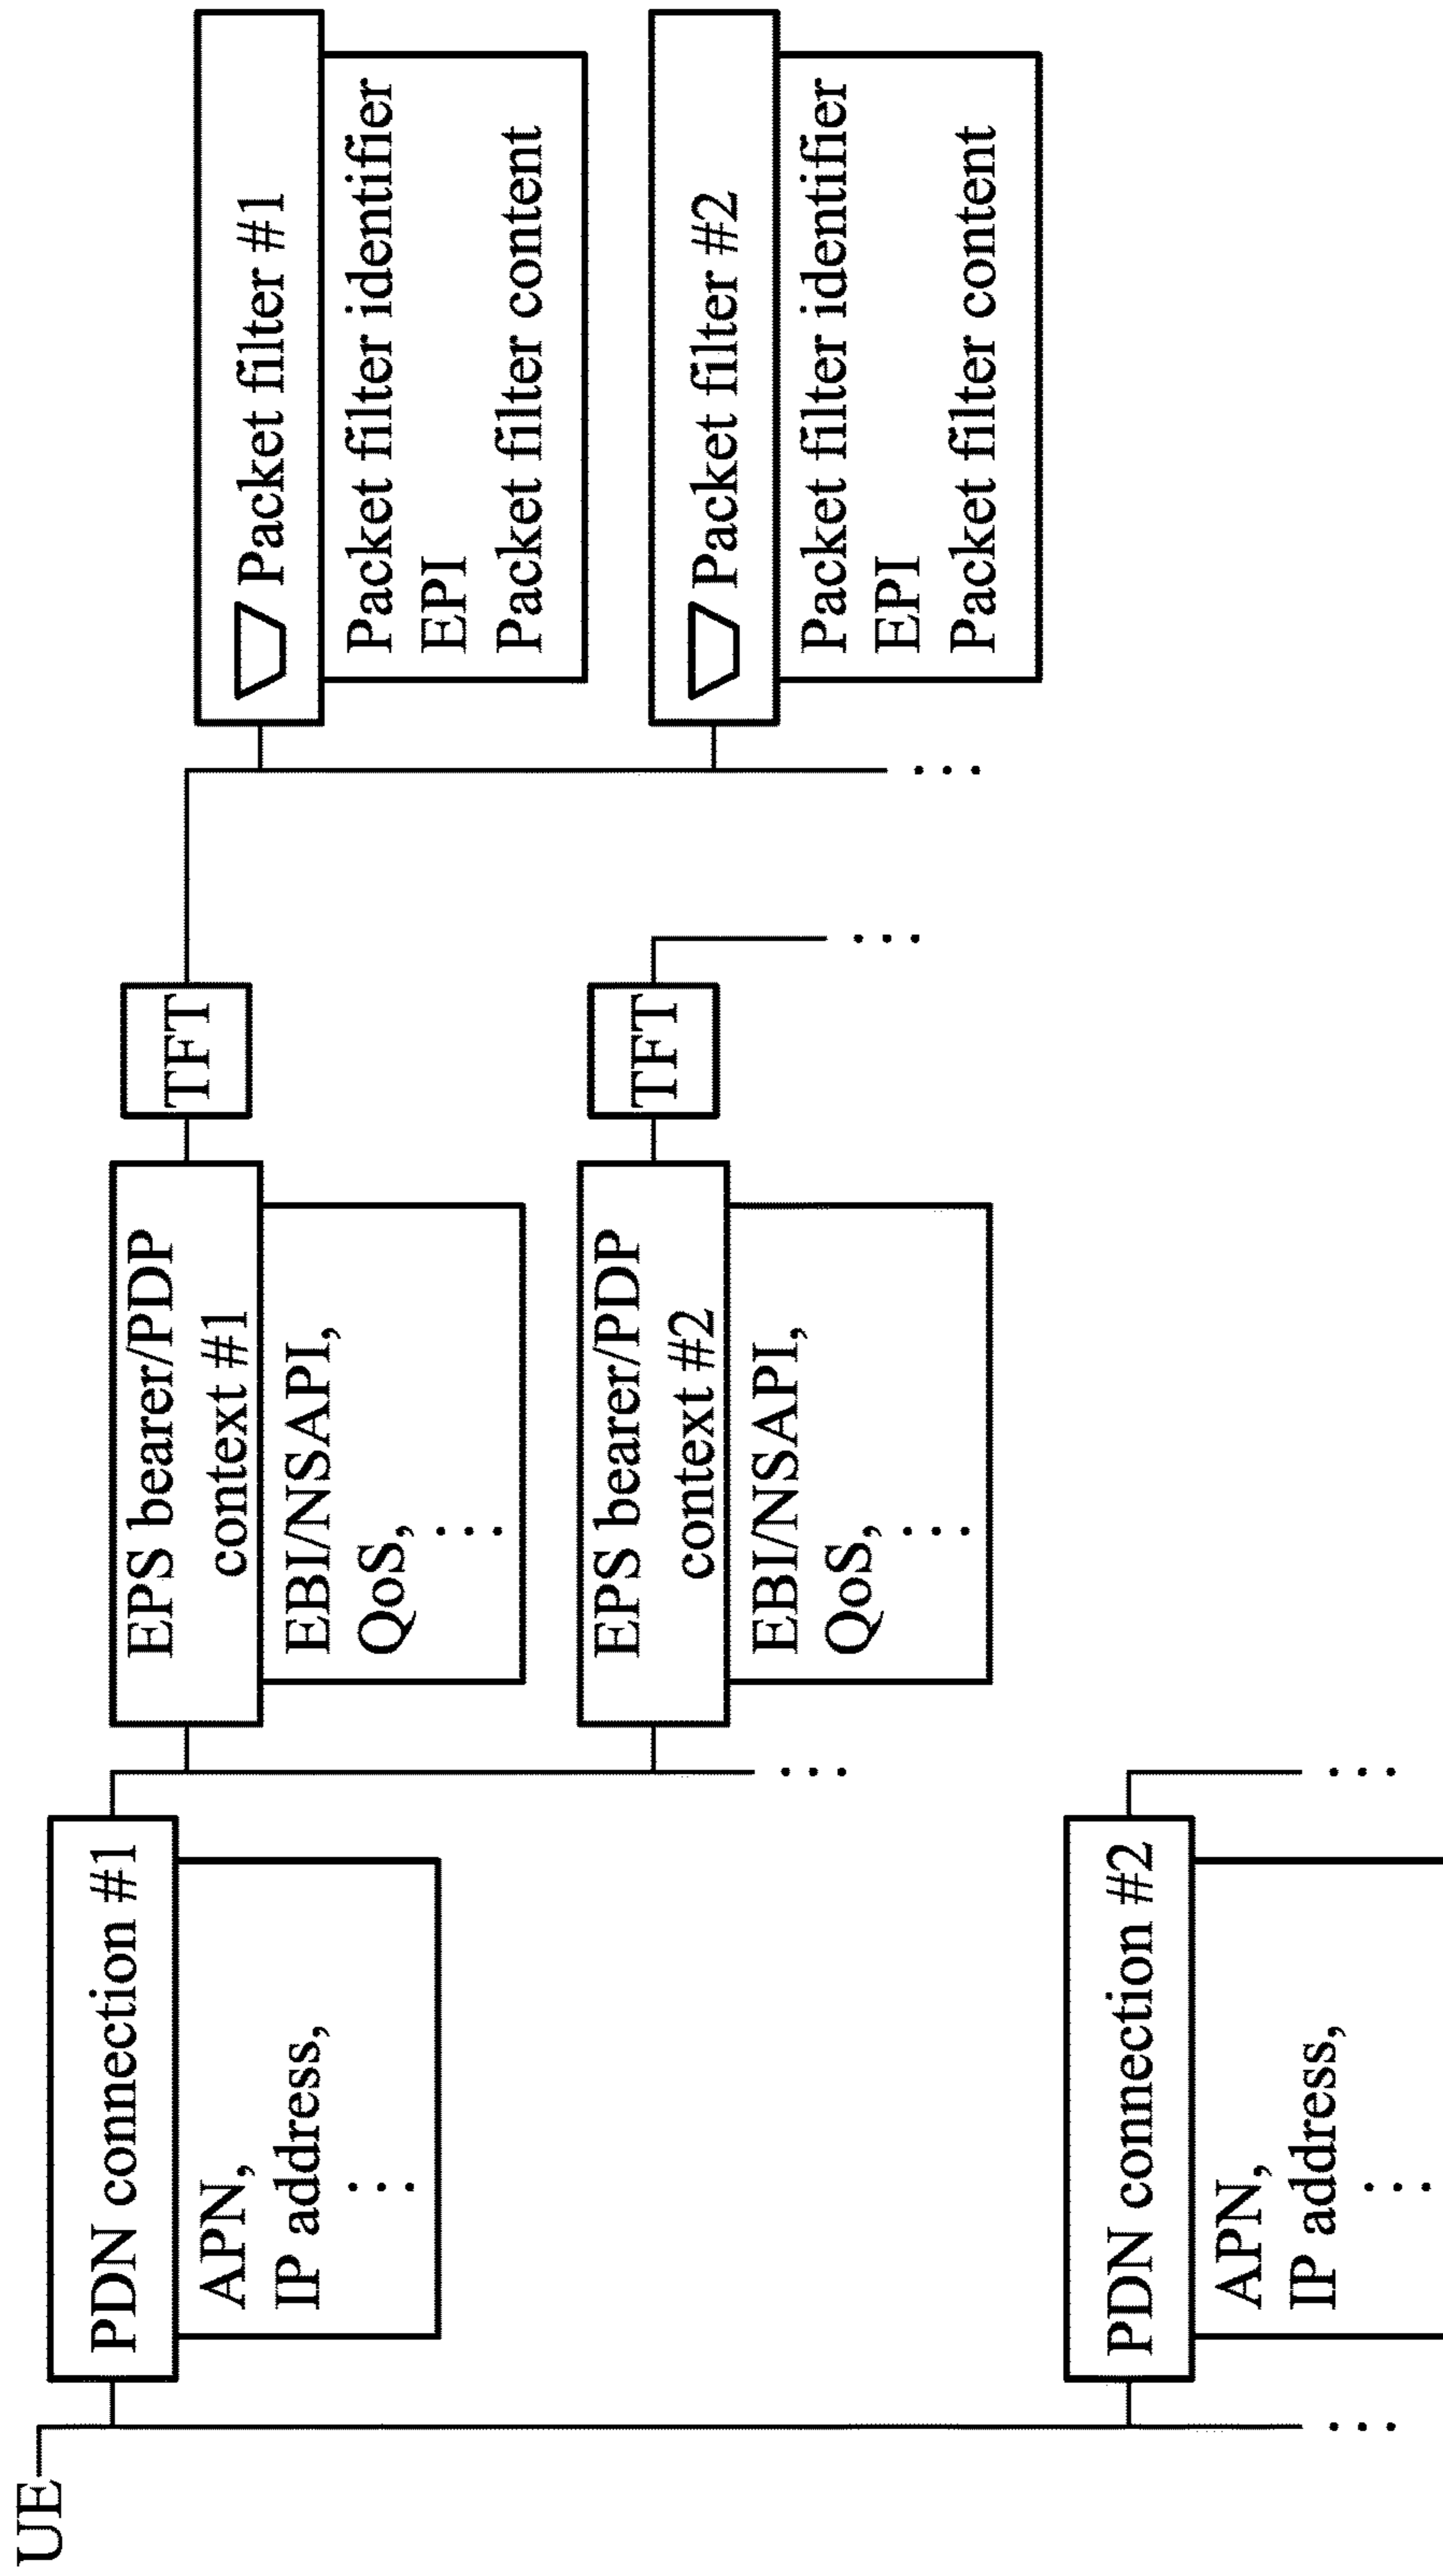 UE
PDN connection #1
APN,
IP address,
⋮
EPS bearer/PDP
context #1
EBI/NSAPI,
QoS,
⋮
TFT
Packet filter #1
Packet filter identifier
EPI
Packet filter content
Packet filter #2
Packet filter identifier
EPI
Packet filter content
⋮
EPS bearer/PDP
context #2
EBI/NSAPI,
QoS,
⋮
TFT
⋮
⋮
PDN connection #2
APN,
IP address,
⋮
⋮
⋮